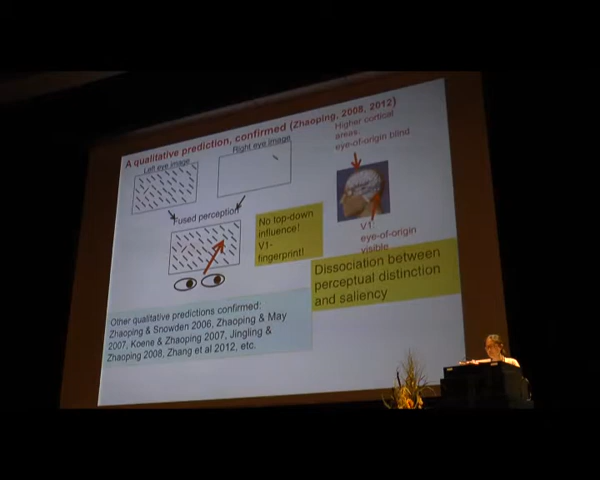 A qualitative prediction, confirmed (Zhaoping, 2008, 2012)
Left eye image
Right eye image
Higher cortical
areas:
eye-of-origin blind
Fused perception
No top-down
influence!
V1-
fingerprint!
V1
eye-of-origin
visible
Dissociation between
perceptual distinction
and saliency
Other qualitative predictions confirmed:
Zhaoping & Snowden 2006, Zhaoping & May
2007, Koene & Zhaoping 2007, Jingling &
Zhaoping 2008, Zhang et al 2012, etc.